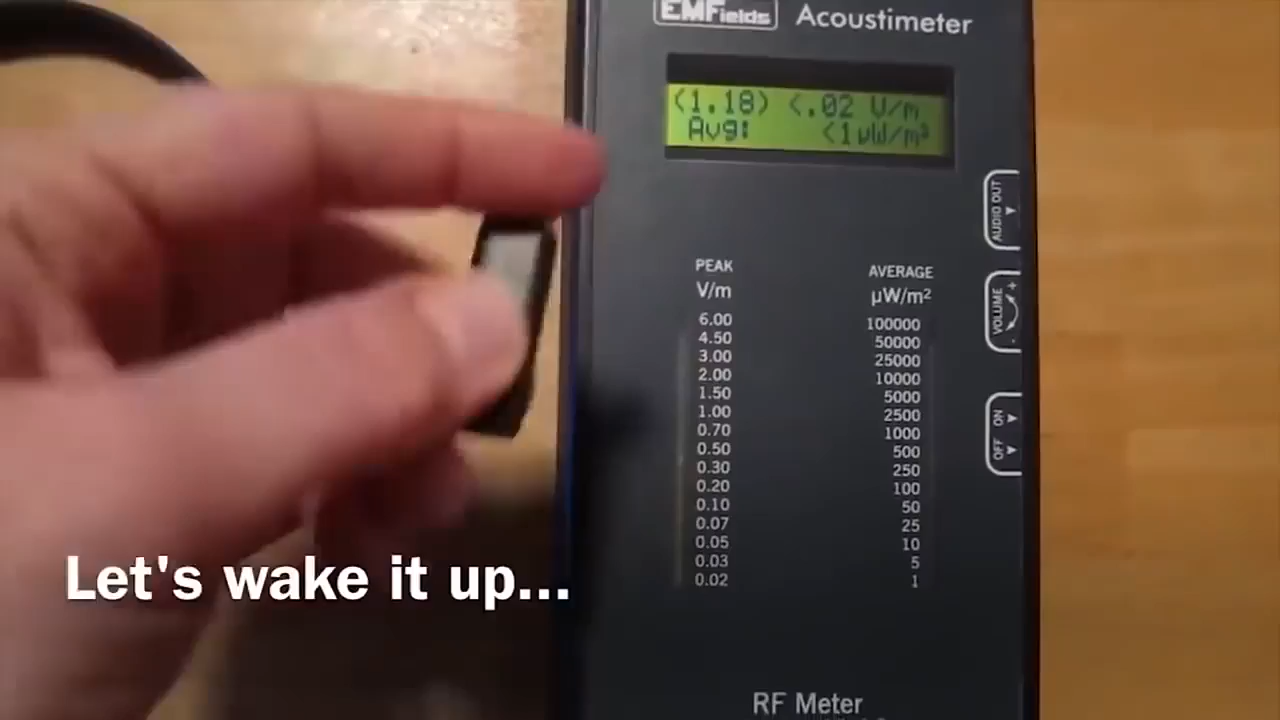 EMFields Acoustimeter
(1.18) <.02 V/m
Avg: <1µW/m²
AUDIO OUT
VOLUME
+
-
OFF ON
PEAK AVERAGE
V/m µW/m²
6.00 100000
4.50 50000
3.00 25000
2.00 10000
1.50 5000
1.00 2500
0.70 1000
0.50 500
0.30 250
0.20 100
0.10 50
0.07 25
0.05 10
0.03 5
0.02 1
Let's wake it up...
RF Meter